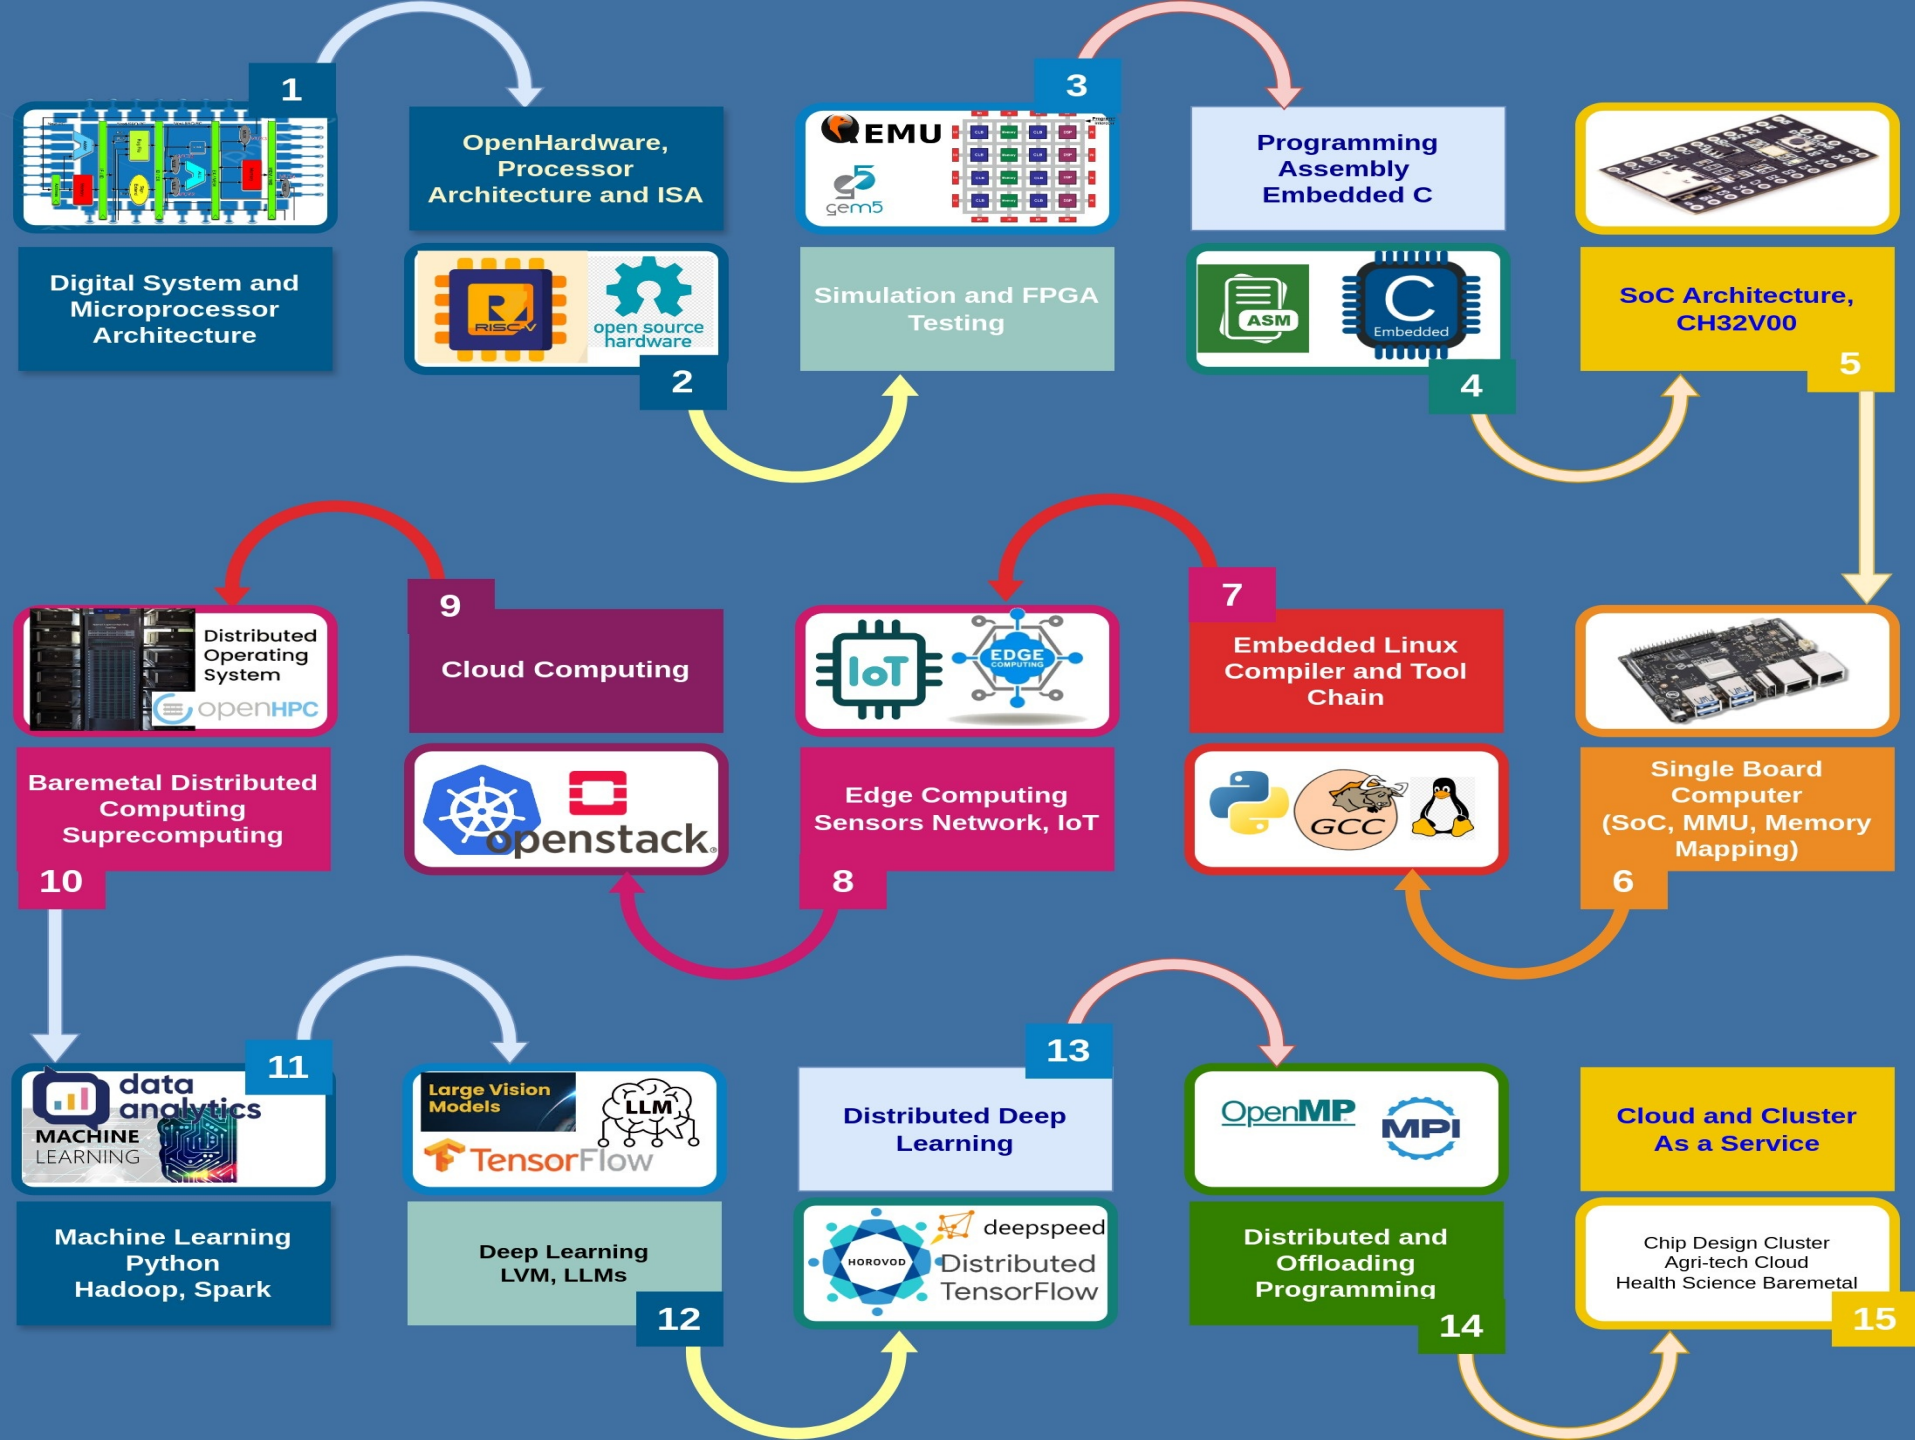 1
OpenHardware,
Processor
Architecture and ISA
Digital System and
Microprocessor
Architecture
RISC-V
open source
hardware
2
3
QEMU
gem5
Simulation and FPGA
Testing
Programming
Assembly
Embedded C
ASM
C
Embedded
4
SoC Architecture,
CH32V00
5
Single Board
Computer
(SoC, MMU, Memory
Mapping)
6
7
Embedded Linux
Compiler and Tool
Chain
GCC
IoT
EDGE
COMPUTING
Edge Computing
Sensors Network, IoT
8
9
Cloud Computing
openstack
Distributed
Operating
System
openHPC
Baremetal Distributed
Computing
Suprecomputing
10
11
data
analytics
MACHINE
LEARNING
Machine Learning
Python
Hadoop, Spark
Large Vision
Models
LLM
TensorFlow
Deep Learning
LVM, LLMs
12
13
Distributed Deep
Learning
HOROVOD
deepspeed
Distributed
TensorFlow
OpenMP
MPI
Distributed and
Offloading
Programming
14
Cloud and Cluster
As a Service
Chip Design Cluster
Agri-tech Cloud
Health Science Baremetal
15